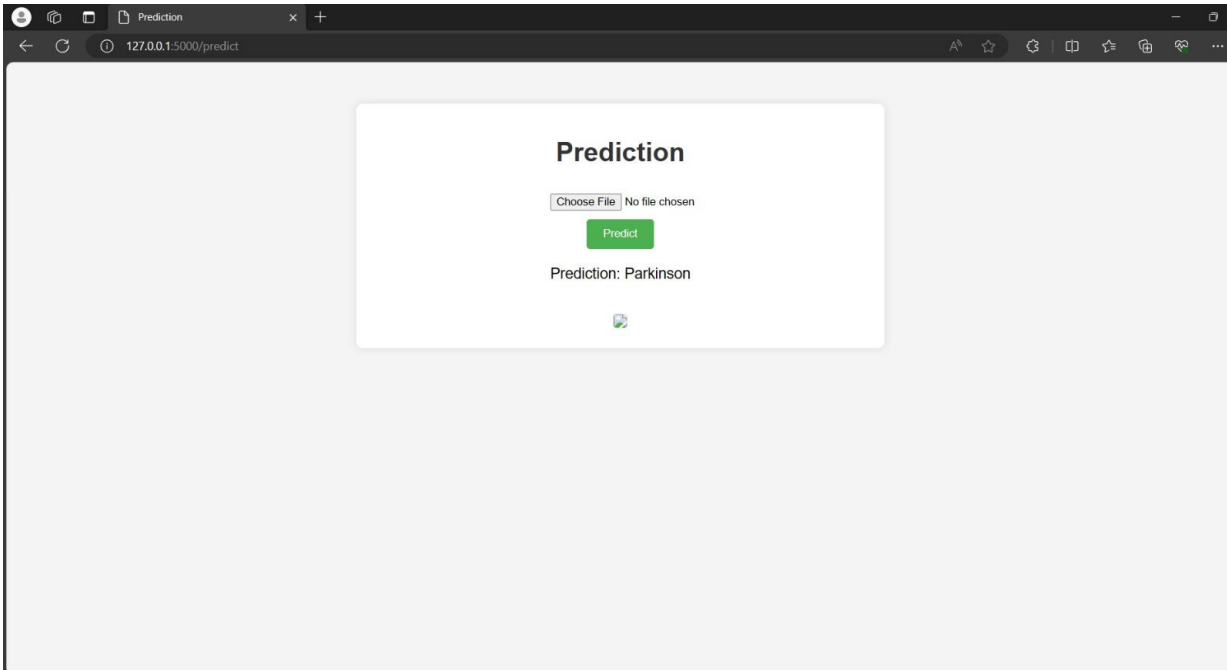 Prediction
127.0.0.1:5000/predict
Prediction
Choose File No file chosen
Predict
Prediction: Parkinson